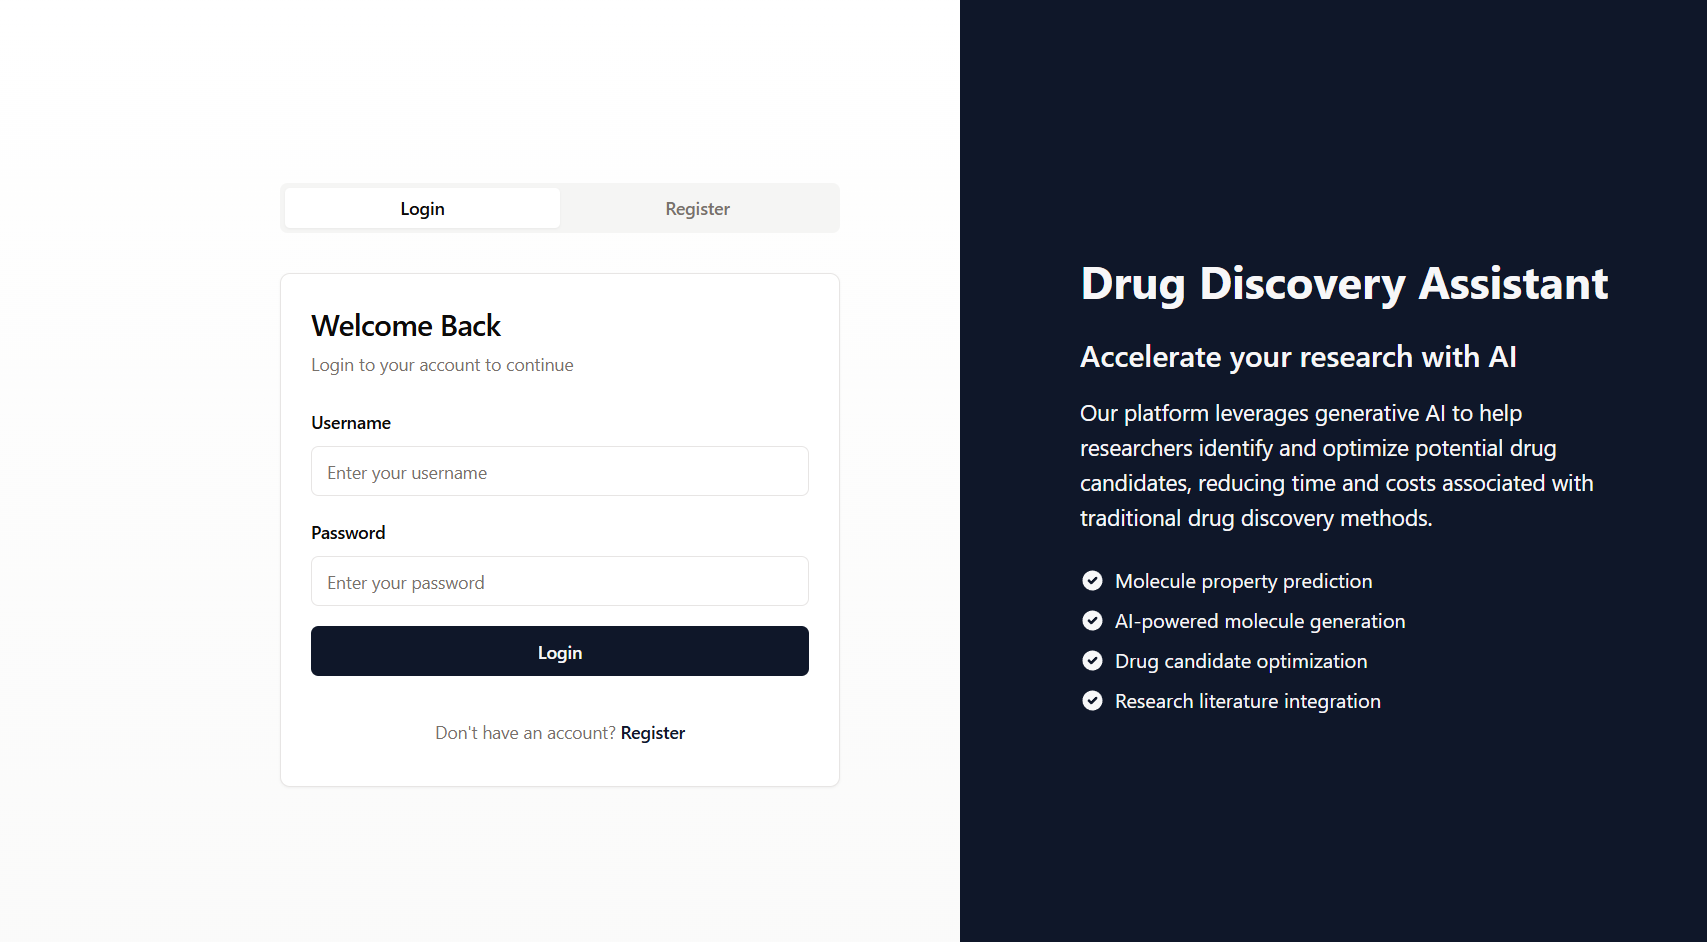 Login
Register
Welcome Back
Login to your account to continue
Username
Enter your username
Password
Enter your password
Login
Don't have an account? Register
Drug Discovery Assistant
Accelerate your research with AI
Our platform leverages generative AI to help
researchers identify and optimize potential drug
candidates, reducing time and costs associated with
traditional drug discovery methods.
Molecule property prediction
AI-powered molecule generation
Drug candidate optimization
Research literature integration